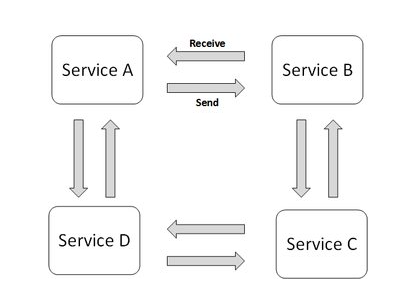 Receive
Service A
Service B
Send
Service D
Service C